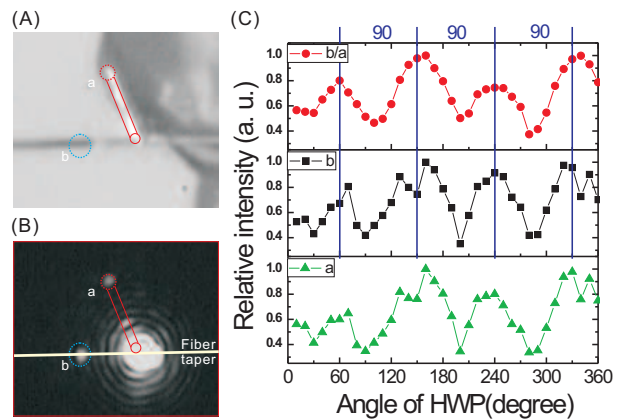 (A)
a
b
(B)
a
b
Fiber
taper
(C)
90 90 90
b/a
b
a
1.0
0.8
0.6
0.4
1.0
0.8
0.6
0.4
1.0
0.8
0.6
0.4
Relative intensity (a. u.)
0 60 120 180 240 300 360
Angle of HWP(degree)